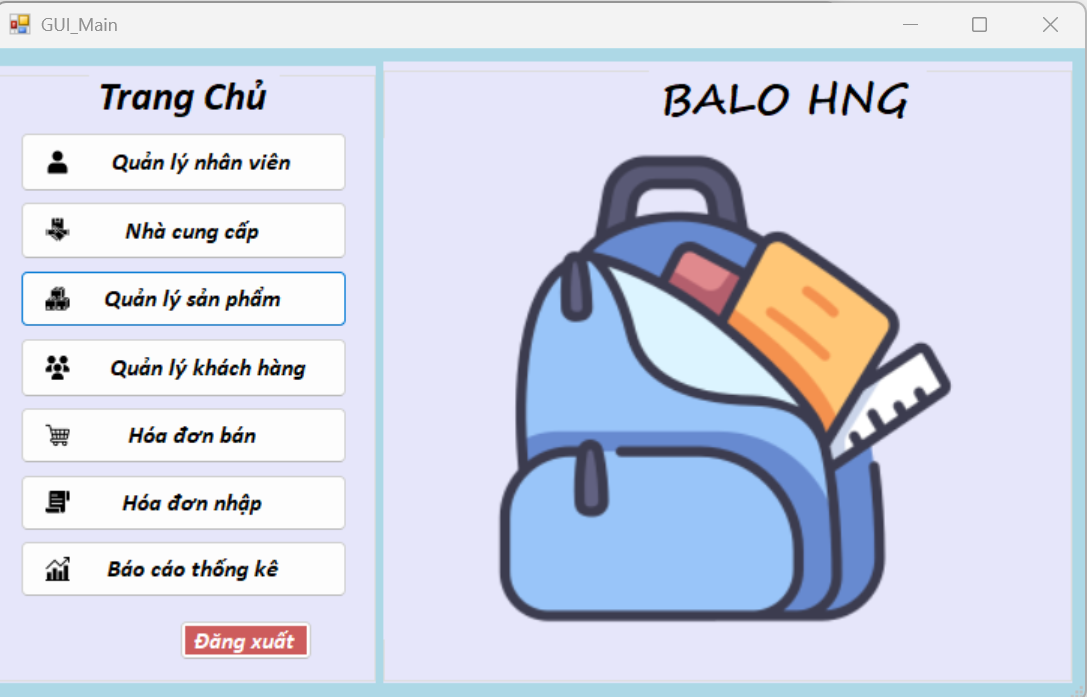 GUI_Main
Trang Chủ
Quản lý nhân viên
Nhà cung cấp
Quản lý sản phẩm
Quản lý khách hàng
Hóa đơn bán
Hóa đơn nhập
Báo cáo thống kê
Đăng xuất
BALO HNG